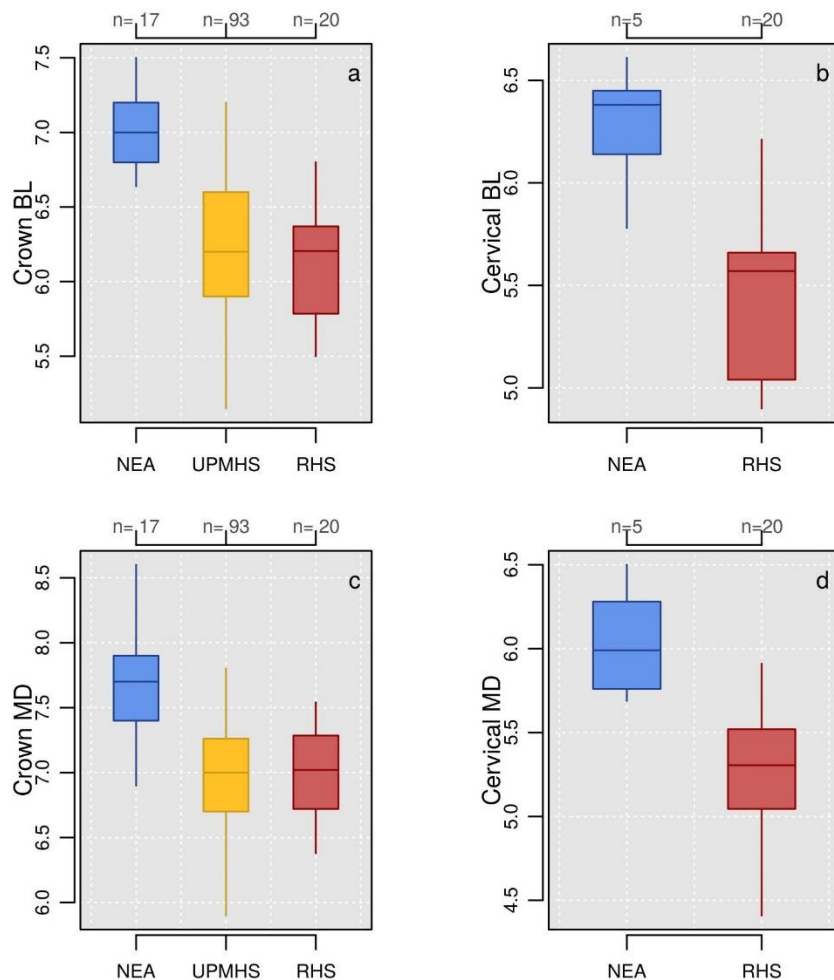 n= 17 n=93 n=20
a
Crown BL
7.5
7.0
6.5
6.0
5.5
NEA UPMHS RHS
n=5 n=20
b
Cervical BL
6.5
6.0
5.5
5.0
NEA RHS
n= 17 n=93 n=20
c
Crown MD
8.5
8.0
7.5
7.0
6.5
6.0
NEA UPMHS RHS
n=5 n=20
d
Cervical MD
6.5
6.0
5.5
5.0
4.5
NEA RHS